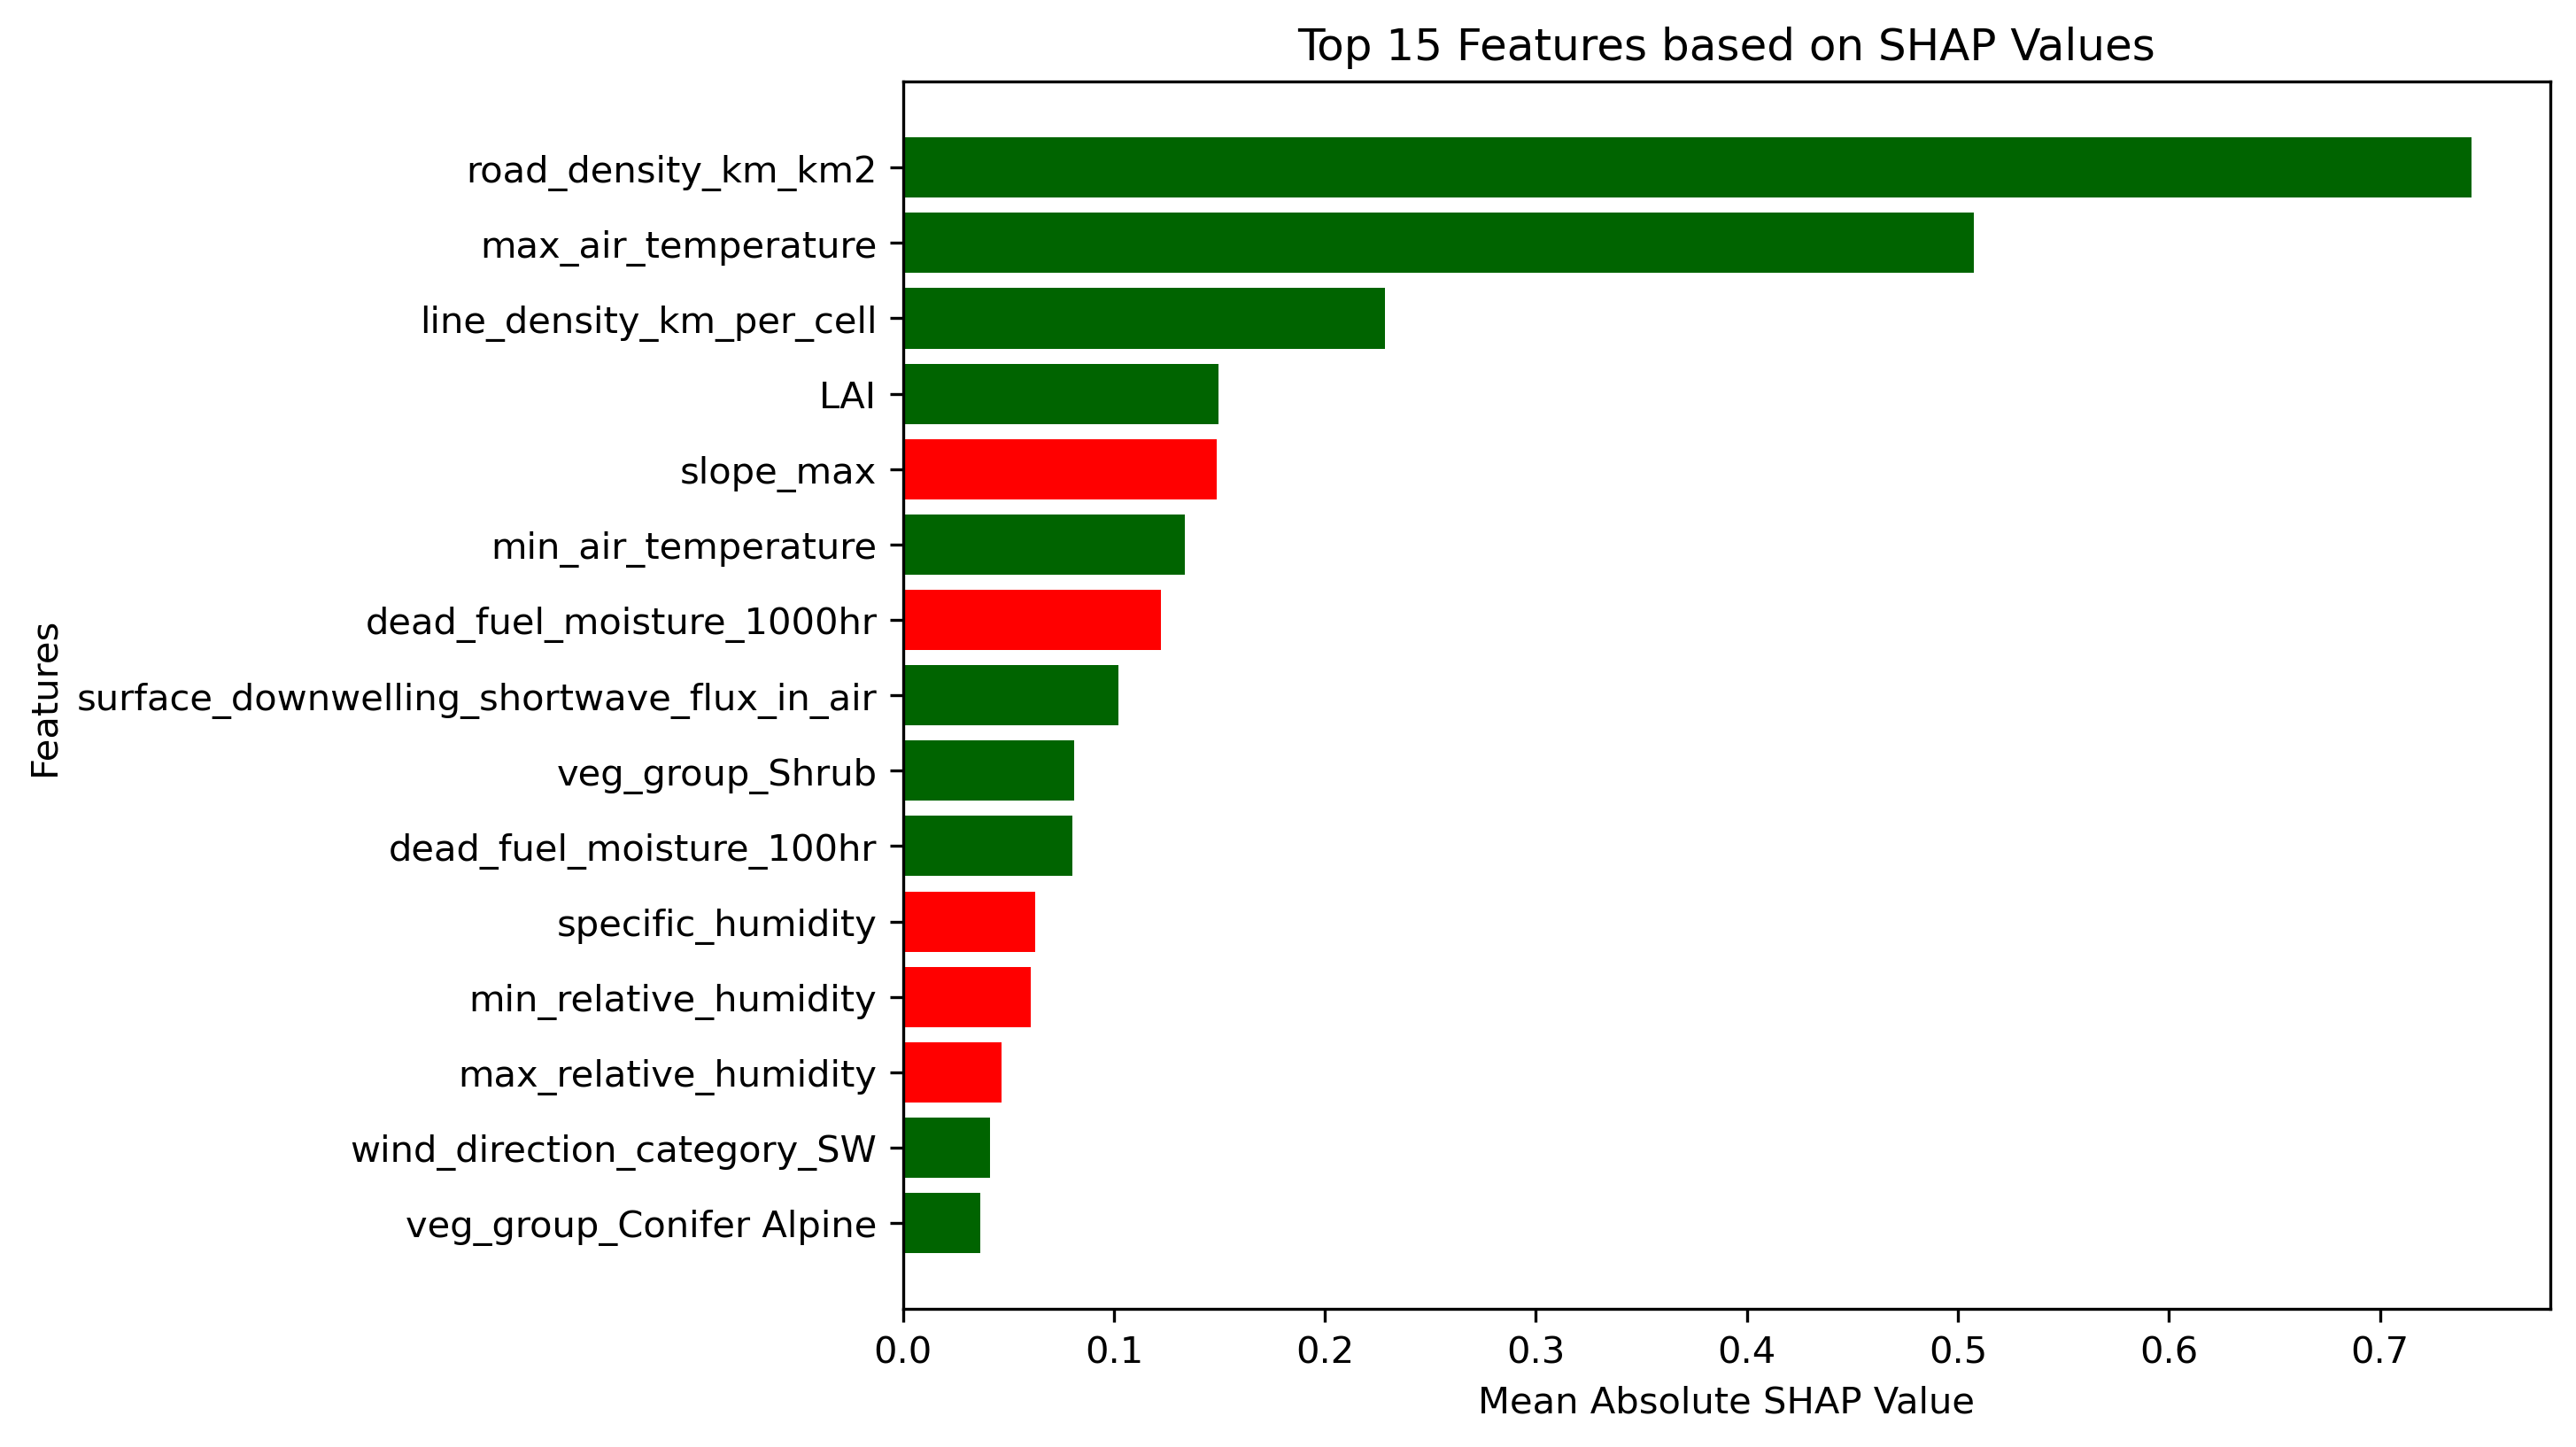 Top 15 Features based on SHAP Values
road_density_km_km2
max_air_temperature
line_density_km_per_cell
LAI
slope_max
min_air_temperature
dead_fuel_moisture_1000hr
surface_downwelling_shortwave_flux_in_air
veg_group_Shrub
dead_fuel_moisture_100hr
specific_humidity
min_relative_humidity
max_relative_humidity
wind_direction_category_SW
veg_group_Conifer Alpine
Features
0.0 0.1 0.2 0.3 0.4 0.5 0.6 0.7
Mean Absolute SHAP Value